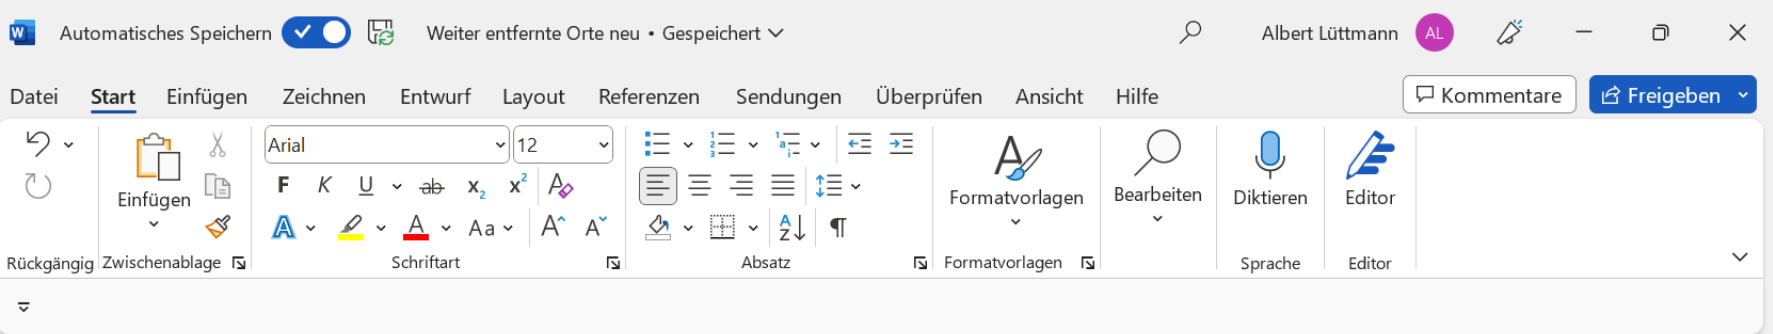 W Automatisches Speichern Weiter entfernte Orte neu • Gespeichert Albert Lüttmann AL
Datei Start Einfügen Zeichnen Entwurf Layout Referenzen Sendungen Überprüfen Ansicht Hilfe Kommentare Freigeben
Arial 12
Einfügen
F K U ab x₂ x² A
A A Aa A A A Z ¶
Formatvorlagen Bearbeiten Diktieren Editor
Rückgängig Zwischenablage Schriftart Absatz Formatvorlagen Sprache Editor